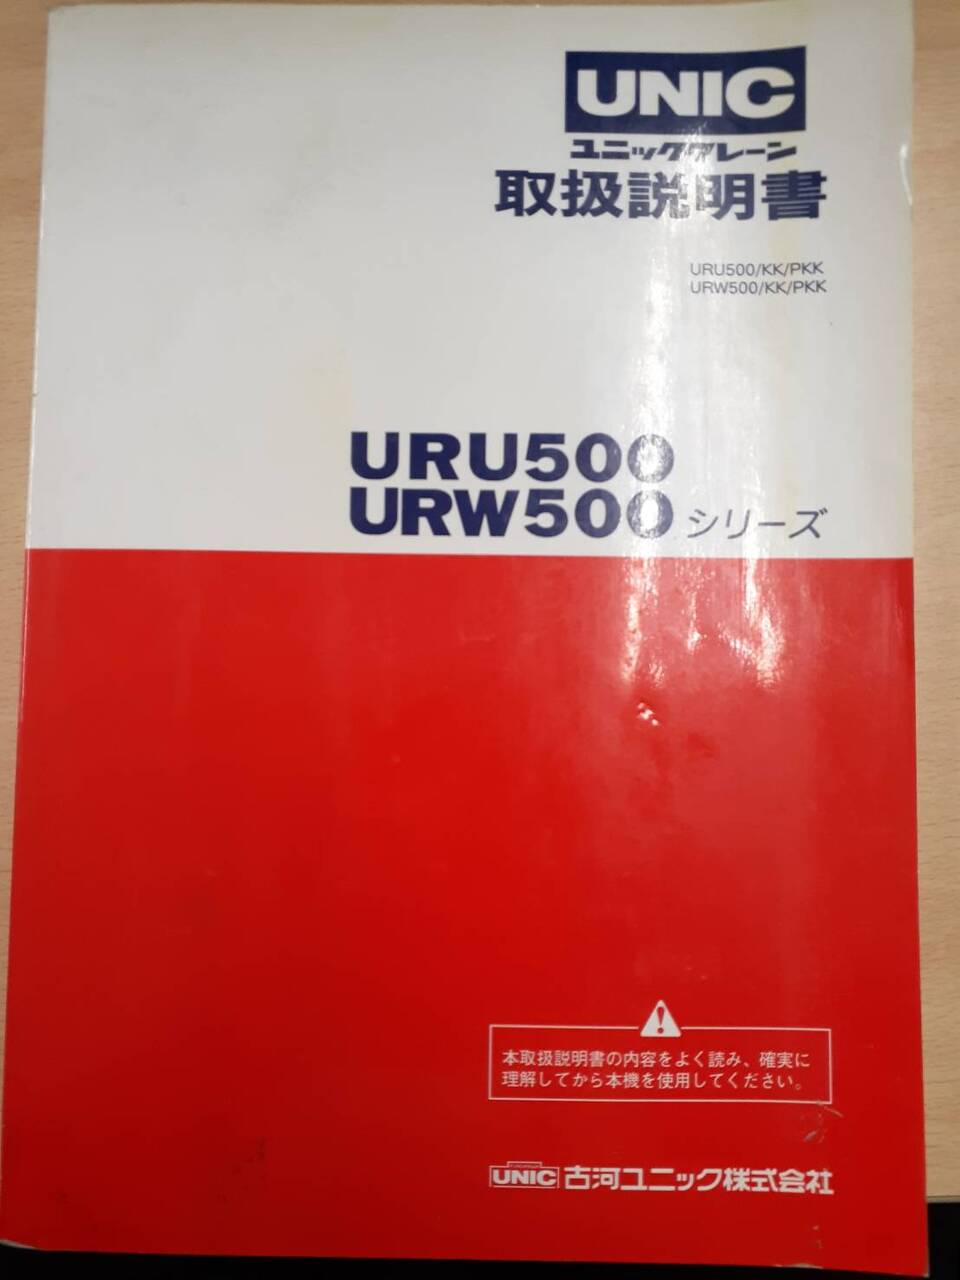 UNIC
ユニッククレーン
取扱説明書
URU500/KK/PKK
URW500/KK/PKK
URU500
URW500 シリーズ
本取扱説明書の内容をよく読み、確実に
理解してから本機を使用してください。
UNIC 古河ユニック株式会社